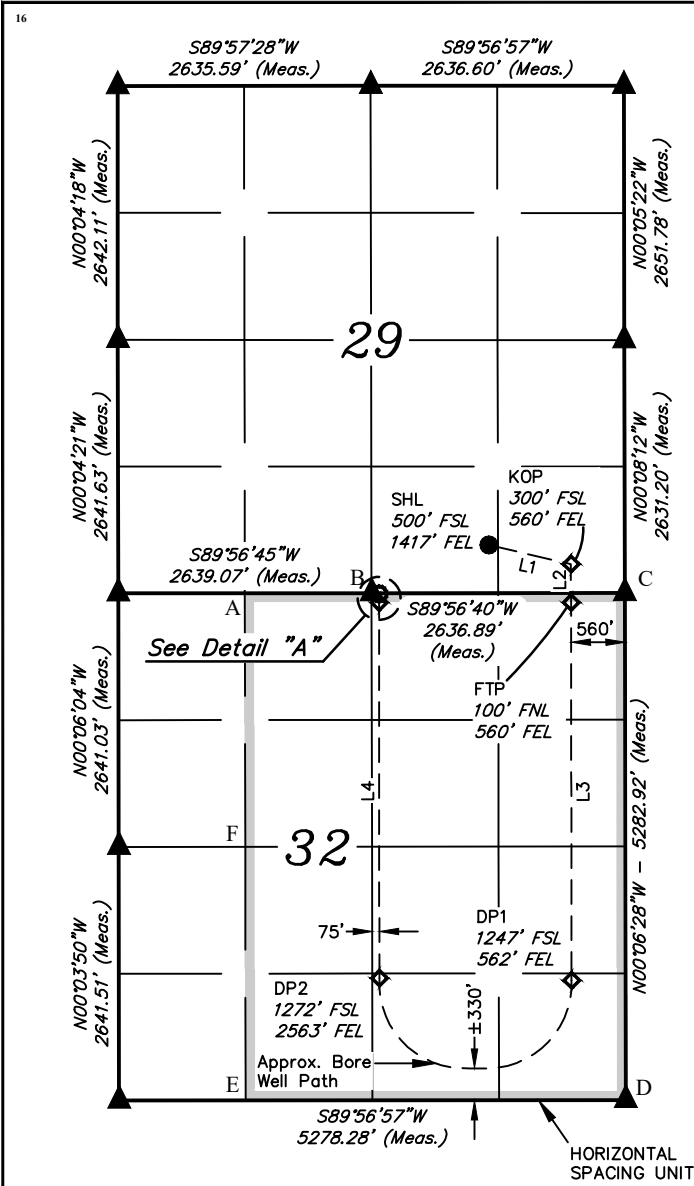 16
S89°57'28"W
2635.59' (Meas.)
S89°56'57"W
2636.60' (Meas.)
N00°04'18"W
2642.11' (Meas.)
N00°05'22"W
2651.78' (Meas.)
29
N00°04'21"W
2641.63' (Meas.)
N00°08'12"W
2631.20' (Meas.)
SHL
500' FSL
1417' FEL
KOP
300' FSL
560' FEL
L1
L2
S89°56'45"W
2639.07' (Meas.)
A
B
C
S89°56'40"W
2636.89'
(Meas.)
560'
See Detail "A"
FTP
100' FNL
560' FEL
N00°06'04"W
2641.03' (Meas.)
L4
L3
N00°06'28"W - 5282.92' (Meas.)
F
32
N00°03'50"W
2641.51' (Meas.)
75'
DP1
1247' FSL
562' FEL
DP2
1272' FSL
2563' FEL
±330'
Approx. Bore
Well Path
E
D
S89°56'57"W
5278.28' (Meas.)
HORIZONTAL
SPACING UNIT